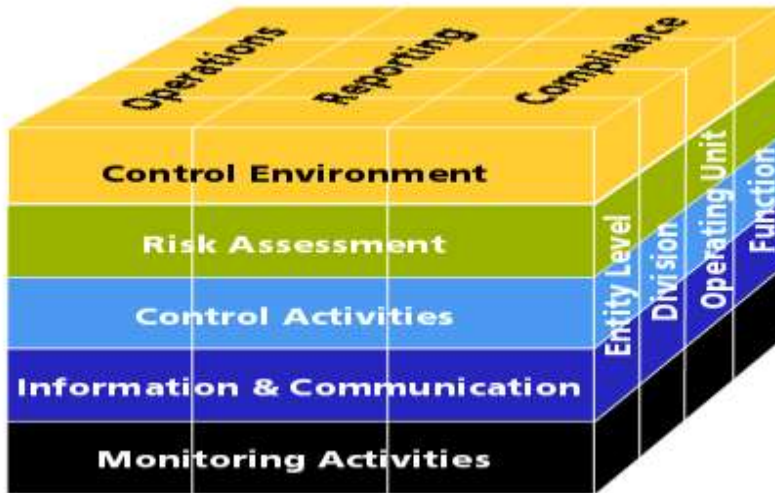 Operations
Reporting
Compliance
Control Environment
Risk Assessment
Control Activities
Information & Communication
Monitoring Activities
Entity Level
Division
Operating Unit
Function